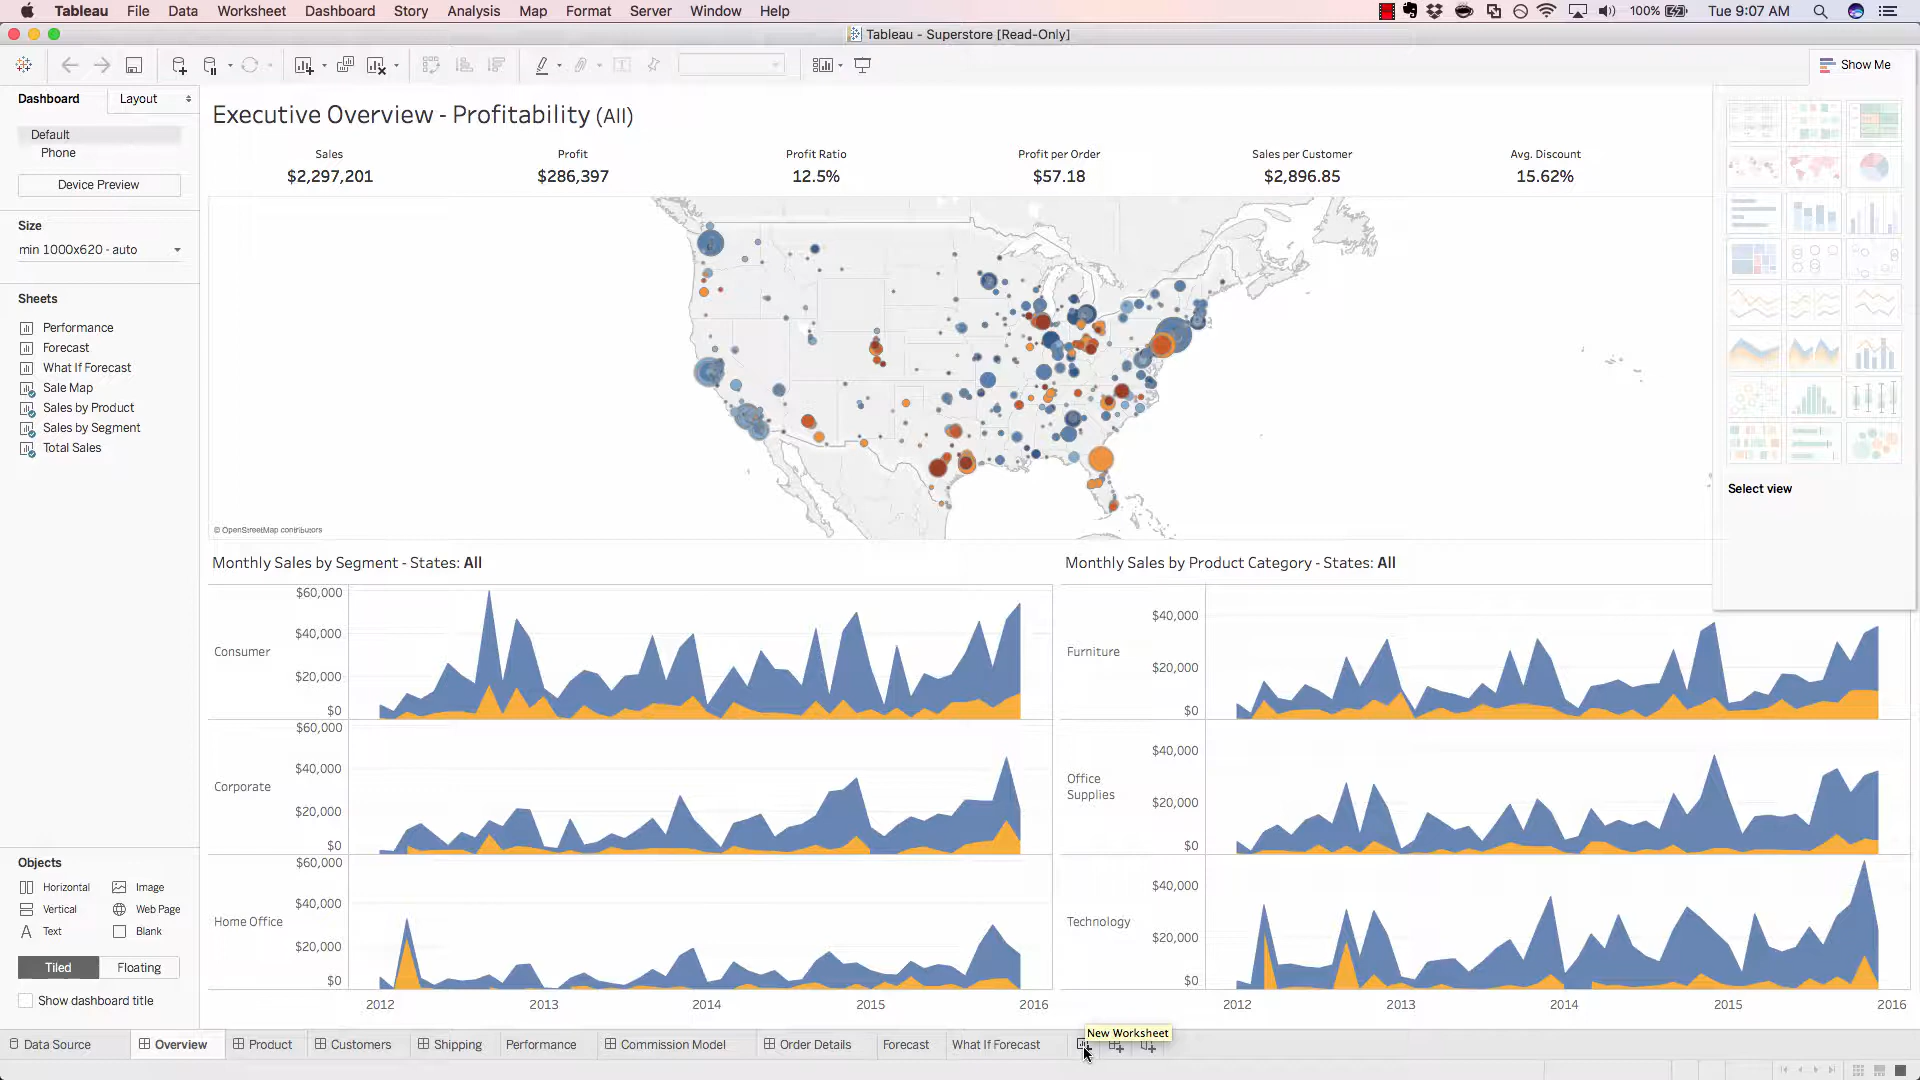 Tableau File Data Worksheet Dashboard Story Analysis Map Format Server Window Help 100% Tue 9:07 AM
Tableau - Superstore [Read-Only]
Show Me
Dashboard Layout
Default
Phone
Device Preview
Size
min 1000x620 - auto
Sheets
Performance
Forecast
What If Forecast
Sale Map
Sales by Product
Sales by Segment
Total Sales
Objects
Horizontal Image
Vertical Web Page
A Text Blank
Tiled Floating
Show dashboard title
Executive Overview - Profitability (All)
Sales Profit Profit Ratio Profit per Order Sales per Customer Avg. Discount
$2,297,201 $286,397 12.5% $57.18 $2,896.85 15.62%
© OpenStreetMap contributors
Select view
Monthly Sales by Segment - States: All
$60,000
$40,000
Consumer
$20,000
$0
$60,000
$40,000
Corporate
$20,000
$0
$60,000
$40,000
Home Office
$20,000
$0
2012 2013 2014 2015 2016
Monthly Sales by Product Category - States: All
$40,000
Furniture
$20,000
$0
$40,000
Office
Supplies
$20,000
$0
$40,000
Technology
$20,000
$0
2012 2013 2014 2015 2016
New Worksheet
Data Source Overview Product Customers Shipping Performance Commission Model Order Details Forecast What If Forecast